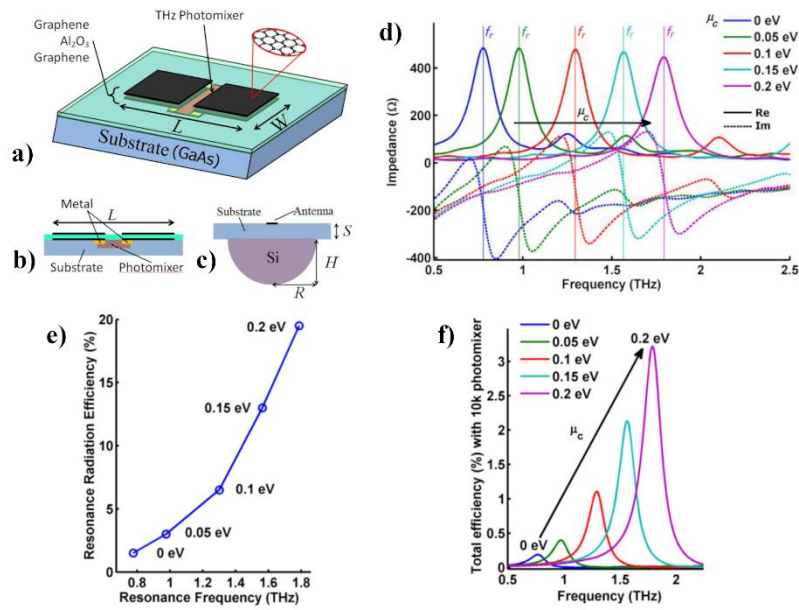 Graphene
Al₂O₃
Graphene
THz Photomixer
L
W
Substrate (GaAs)
a)
Metal
L
Substrate
Photomixer
b)
Substrate
Antenna
S
Si
H
R
c)
d)
μc
0 eV
0.05 eV
0.1 eV
0.15 eV
0.2 eV
fr
fr
fr
fr
fr
μc
Re
Im
Impedance (Ω)
400
200
0
-200
-400
0.5
1
1.5
2
2.5
Frequency (THz)
e)
Resonance Radiation Efficiency (%)
20
15
10
5
0
0.2 eV
0.15 eV
0.1 eV
0.05 eV
0 eV
0.8
1
1.2
1.4
1.6
1.8
Resonance Frequency (THz)
f)
0 eV
0.05 eV
0.1 eV
0.15 eV
0.2 eV
0.2 eV
μc
0 eV
Total efficiency (%) with 10k photomixer
3
2
1
0.5
0
0.5
1
1.5
2
Frequency (THz)